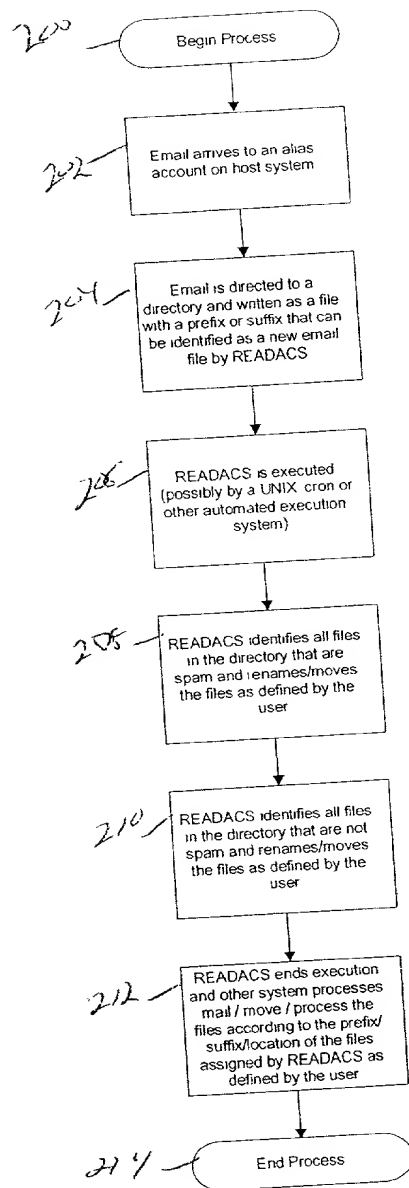 200
Begin Process
202
Email arrives to an alias
account on host system
204
Email is directed to a
directory and written as a file
with a prefix or suffix that can
be identified as a new email
file by READACS
206
READACS is executed
(possibly by a UNIX cron or
other automated execution
system)
208
READACS identifies all files
in the directory that are
spam and renames/moves
the files as defined by the
user
210
READACS identifies all files
in the directory that are not
spam and renames/moves
the files as defined by the
user
212
READACS ends execution
and other system processes
mail / move / process the
files according to the prefix/
suffix/location of the files
assigned by READACS as
defined by the user
214
End Process